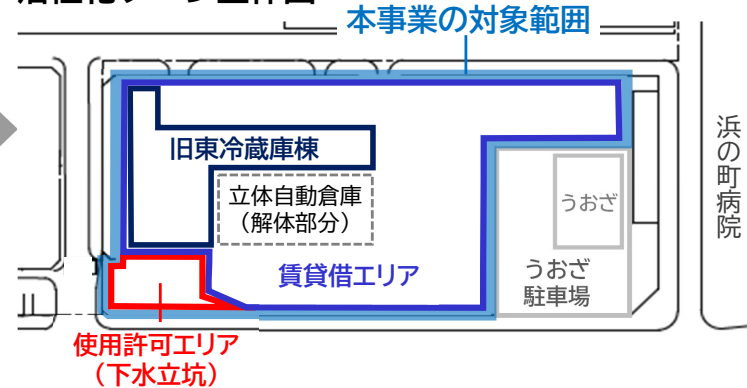 本事業の対象範囲
旧東冷蔵庫棟
立体自動倉庫
（解体部分）
賃貸借エリア
うおざ
うおざ
駐車場
浜の町病院
使用許可エリア
（下水立坑）